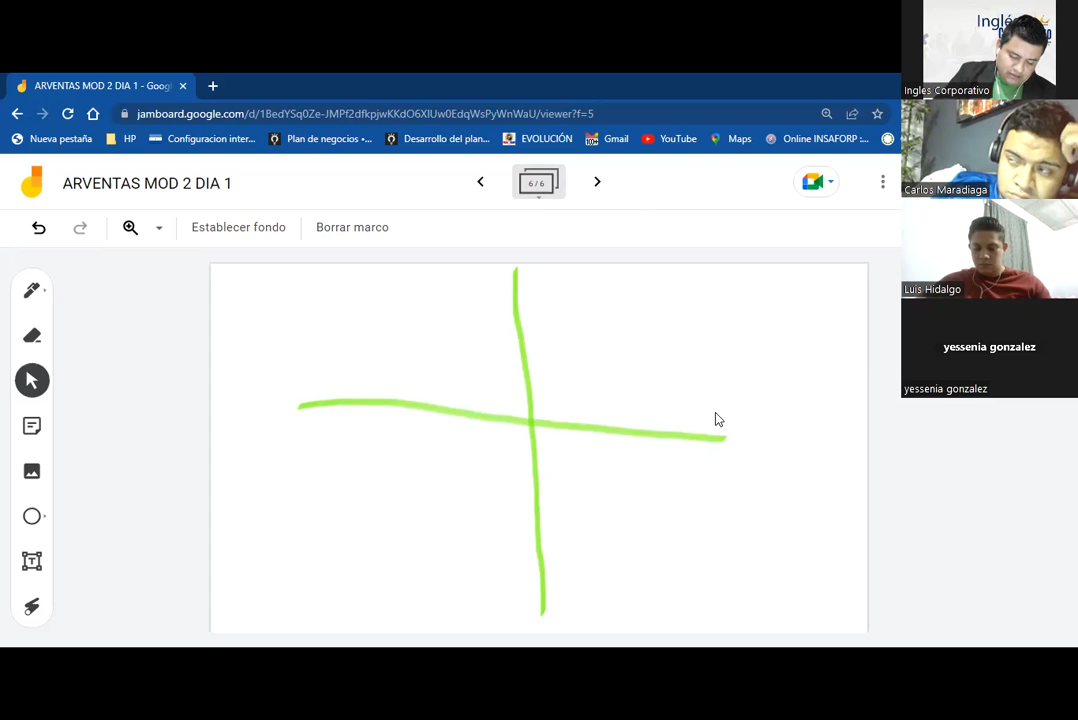 ARVENTAS MOD 2 DIA 1 - Goog
jamboard.google.com/d/1BedYSq0Ze-JMPf2dfkpjwKKdO6XlUw0EdqWsPyWnWaU/viewer?f=5
Nueva pestaña
HP
Configuracion inter...
Plan de negocios •...
Desarrollo del plan...
EVOLUCIÓN
Gmail
YouTube
Maps
Online INSAFORP ::...
ARVENTAS MOD 2 DIA 1
6 / 6
Establecer fondo
Borrar marco
Ingles Corporativo
Carlos Maradiaga
Luis Hidalgo
yessenia gonzalez
yessenia gonzalez